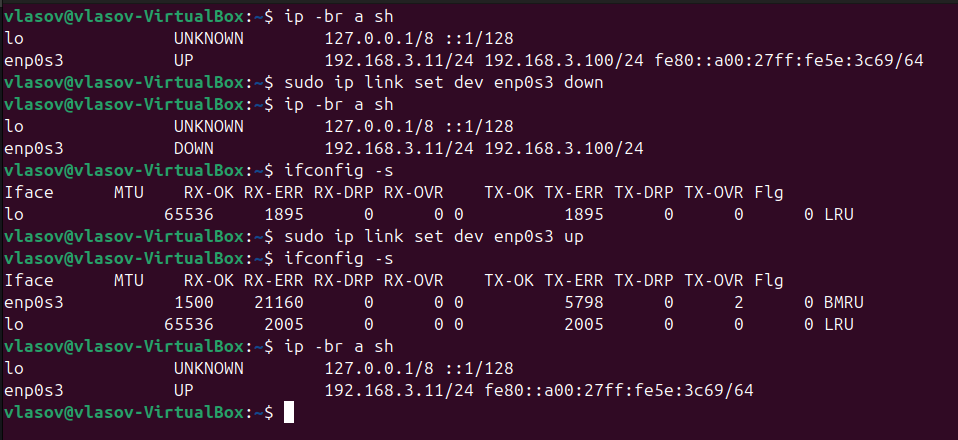 vlasov@vlasov-VirtualBox:~$ ip -br a sh
lo               UNKNOWN        127.0.0.1/8 ::1/128
enp0s3           UP             192.168.3.11/24 192.168.3.100/24 fe80::a00:27ff:fe5e:3c69/64
vlasov@vlasov-VirtualBox:~$ sudo ip link set dev enp0s3 down
vlasov@vlasov-VirtualBox:~$ ip -br a sh
lo               UNKNOWN        127.0.0.1/8 ::1/128
enp0s3           DOWN           192.168.3.11/24 192.168.3.100/24
vlasov@vlasov-VirtualBox:~$ ifconfig -s
Iface      MTU    RX-OK RX-ERR RX-DRP RX-OVR    TX-OK TX-ERR TX-DRP TX-OVR Flg
lo              65536     1895      0      0 0          1895      0      0      0 LRU
vlasov@vlasov-VirtualBox:~$ sudo ip link set dev enp0s3 up
vlasov@vlasov-VirtualBox:~$ ifconfig -s
Iface      MTU    RX-OK RX-ERR RX-DRP RX-OVR    TX-OK TX-ERR TX-DRP TX-OVR Flg
enp0s3           1500    21160      0      0 0          5798      0      2      0 BMRU
lo              65536     2005      0      0 0          2005      0      0      0 LRU
vlasov@vlasov-VirtualBox:~$ ip -br a sh
lo               UNKNOWN        127.0.0.1/8 ::1/128
enp0s3           UP             192.168.3.11/24 fe80::a00:27ff:fe5e:3c69/64
vlasov@vlasov-VirtualBox:~$